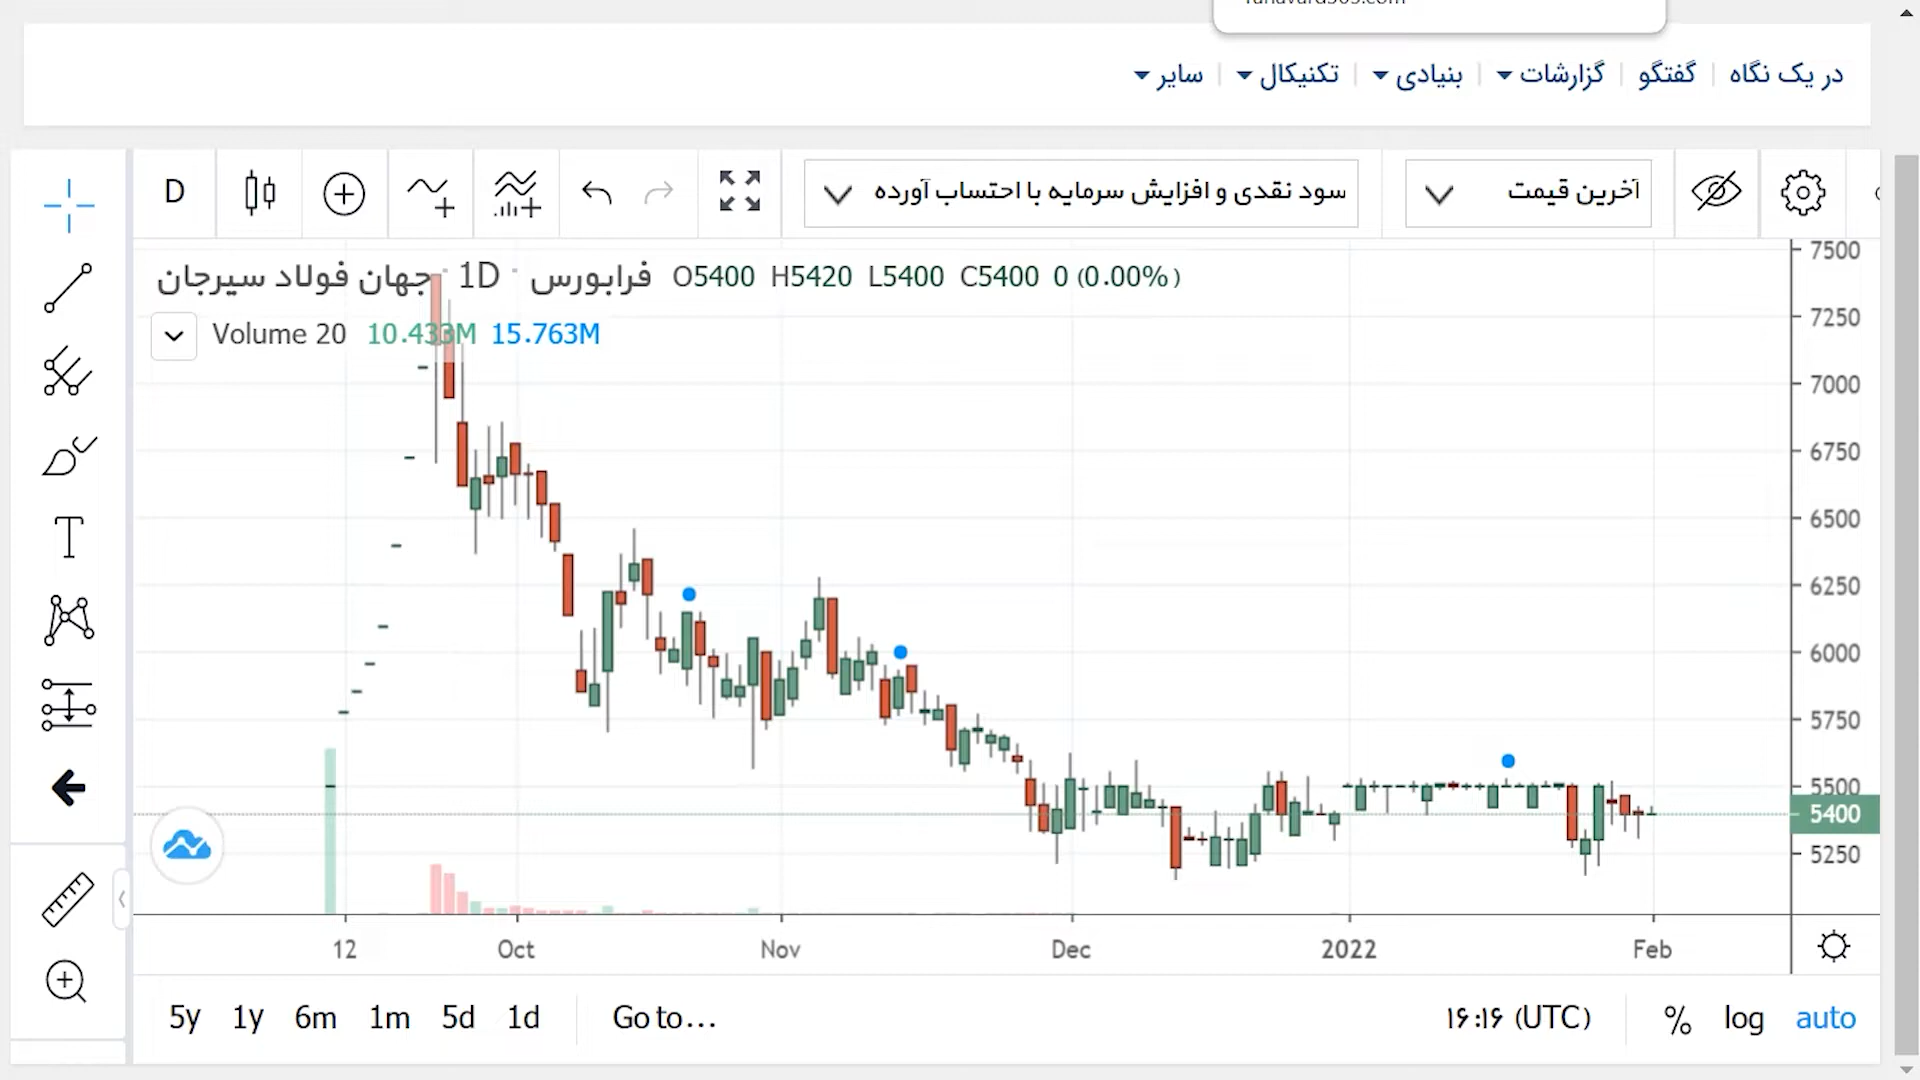 در یک نگاه گفتگو گزارشات بنیادی تکنیکال سایر
D سود نقدی و افزایش سرمایه با احتساب آورده آخرین قیمت
جهان فولاد سیرجان · 1D · فرابورس O5400 H5420 L5400 C5400 0 (0.00%)
Volume 20 10.433M 15.763M
7500
7250
7000
6750
6500
6250
6000
5750
5500
5400
5250
12 Oct Nov Dec 2022 Feb
5y 1y 6m 1m 5d 1d Go to... ۱۶:۱۶ (UTC) % log auto